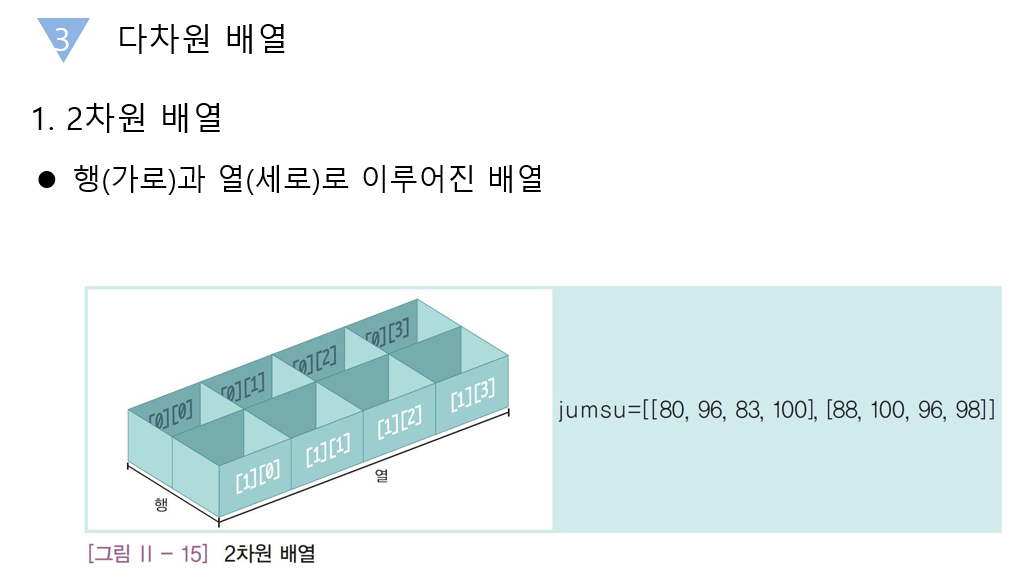 3 다차원 배열
1. 2차원 배열
● 행(가로)과 열(세로)로 이루어진 배열
[0][0] [0][1] [0][2] [0][3]
[1][0] [1][1] [1][2] [1][3]
행
열
jumsu=[[80, 96, 83, 100], [88, 100, 96, 98]]
[그림 Ⅱ - 15] 2차원 배열